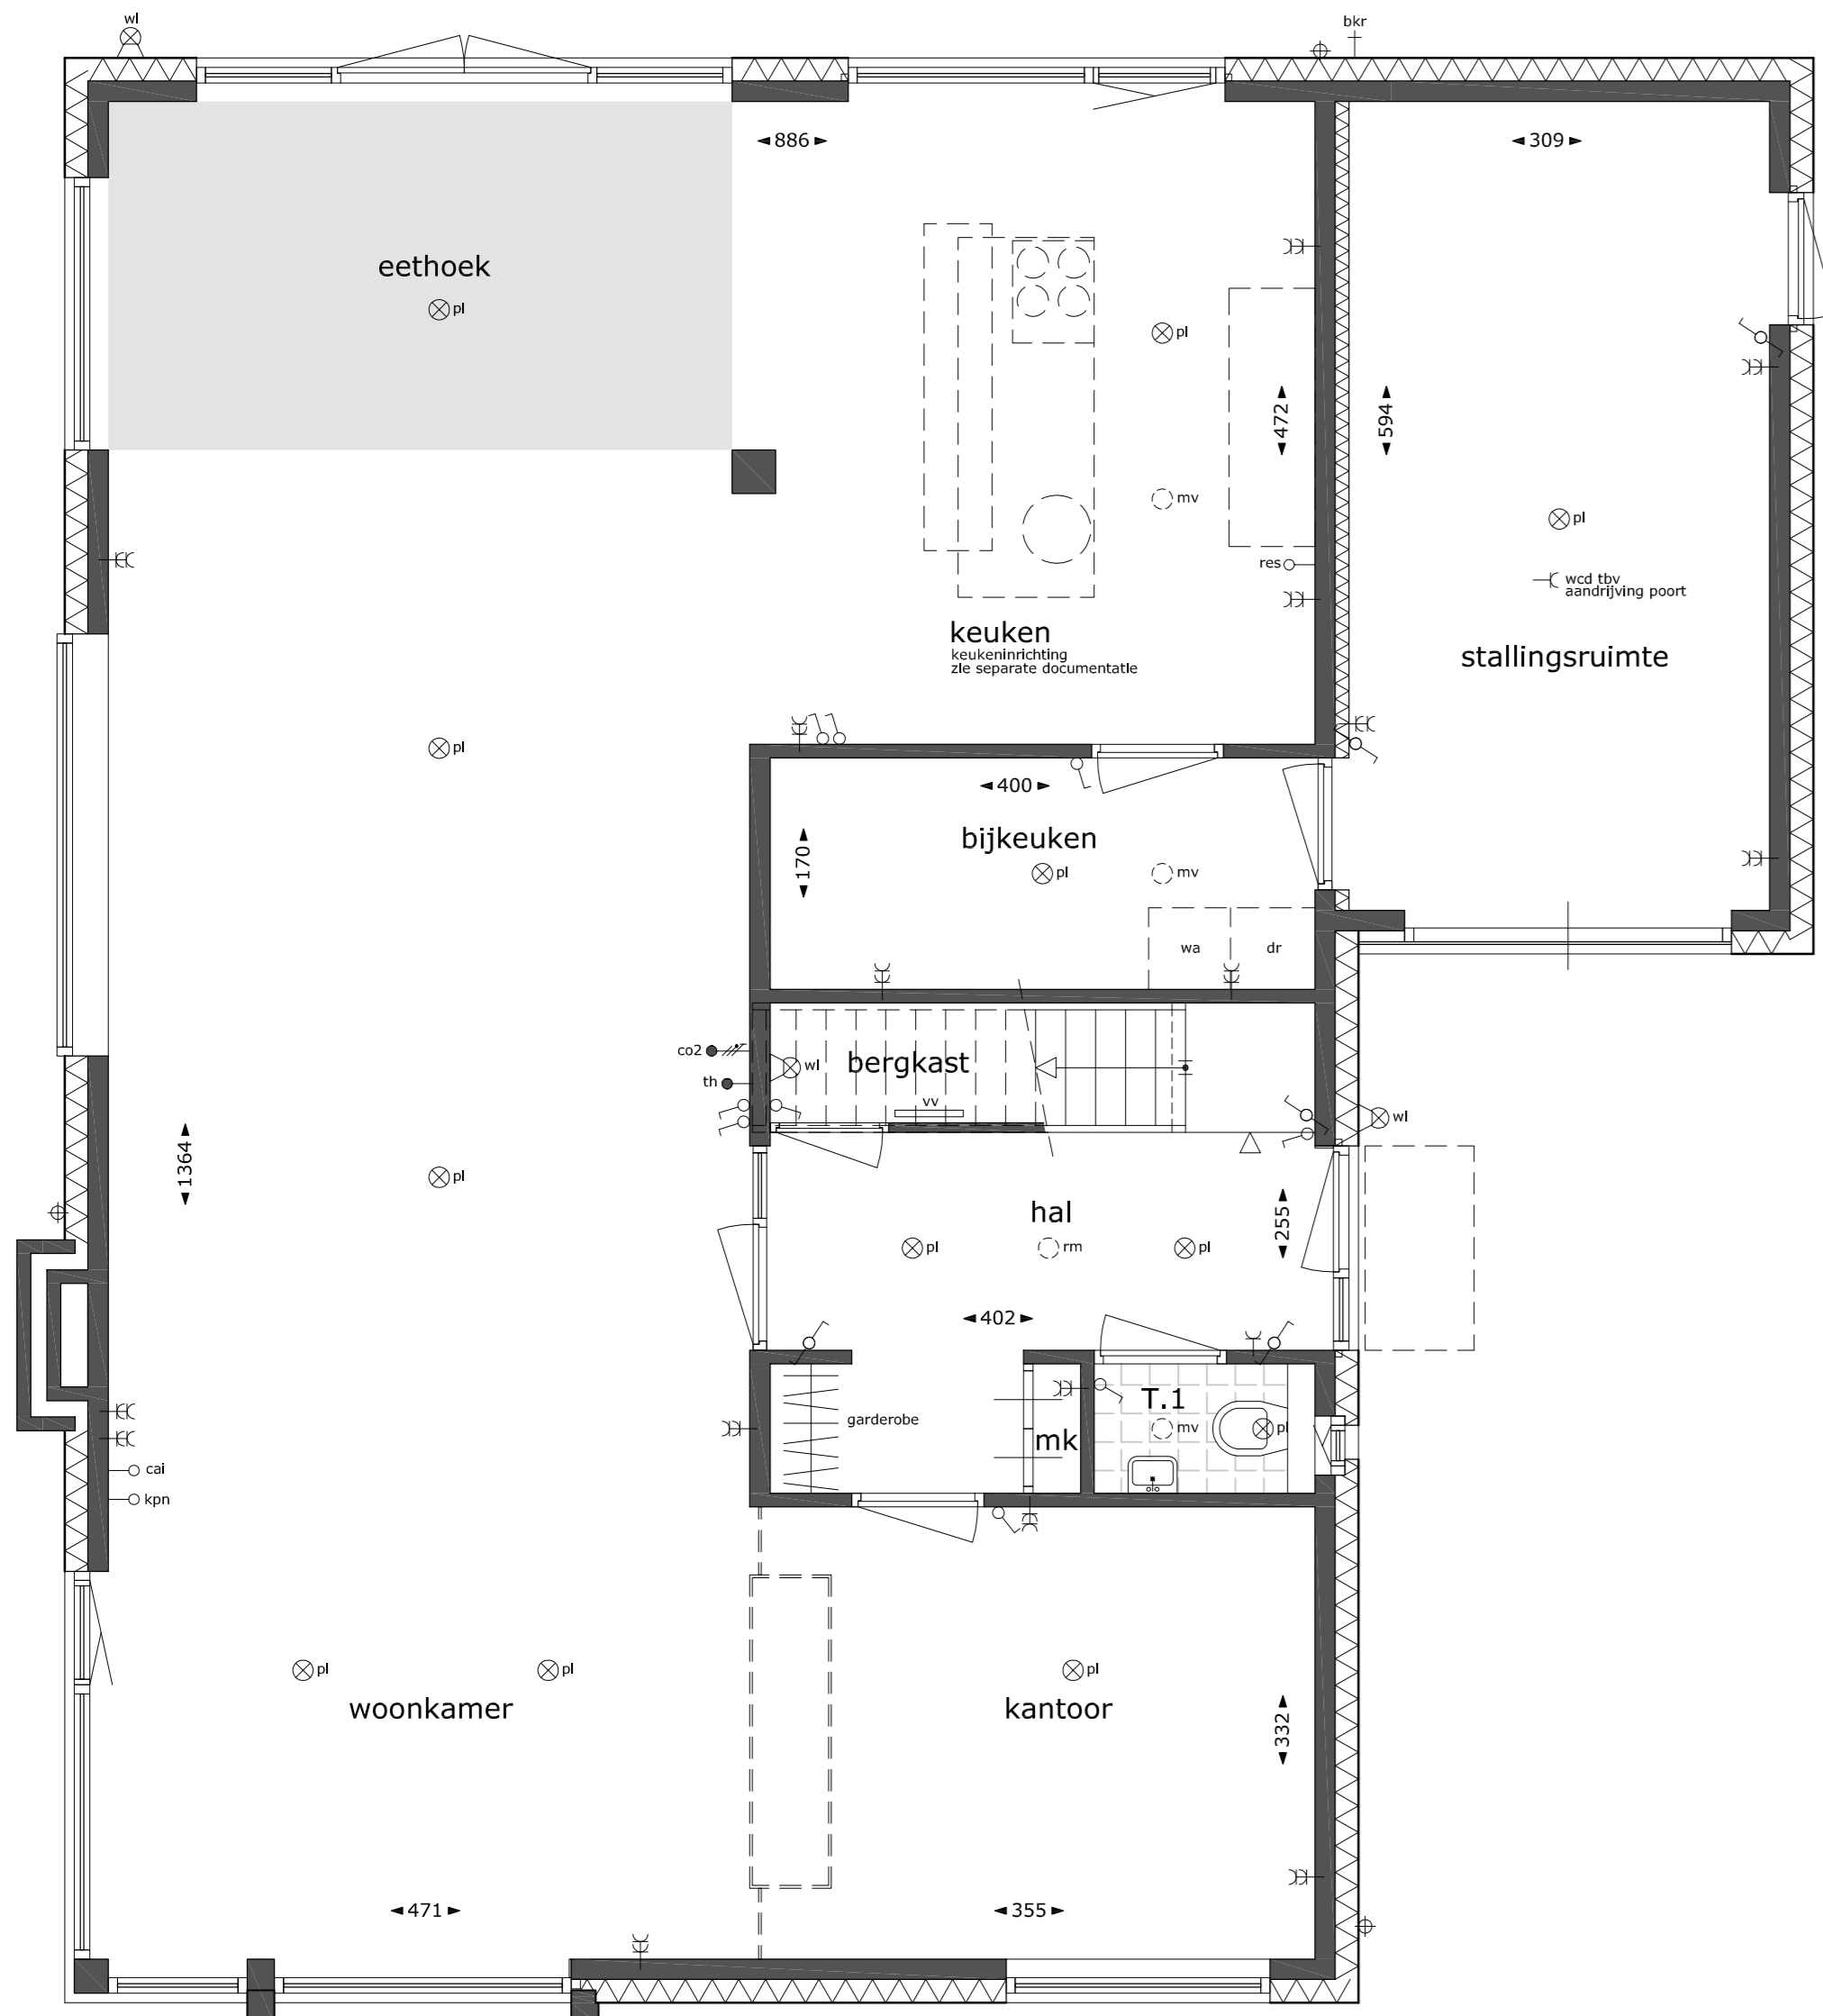 wl
bkr
886
309
eethoek
pl
pl
472
594
mv
pl
res
wcd tbv
aandrijving poort
keuken
keukeninrichting
zie separate documentatie
stallingsruimte
pl
400
bijkeuken
170
pl
mv
wa
dr
co2
wl
bergkast
th
vv
wl
1364
pl
hal
255
pl
rm
pl
402
T.1
garderobe
mk
mv
pl
cai
kpn
pl
pl
pl
woonkamer
kantoor
332
471
355